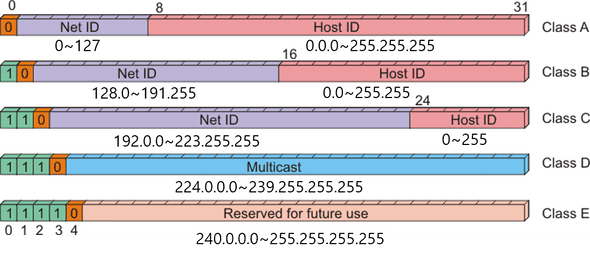 0 8 31
0 Net ID Host ID Class A
0~127 0.0.0~255.255.255
16
1 0 Net ID Host ID Class B
128.0~191.255 0.0~255.255
24
1 1 0 Net ID Host ID Class C
192.0.0~223.255.255 0~255
1 1 1 0 Multicast Class D
224.0.0.0~239.255.255.255
1 1 1 1 0 Reserved for future use Class E
0 1 2 3 4
240.0.0.0~255.255.255.255